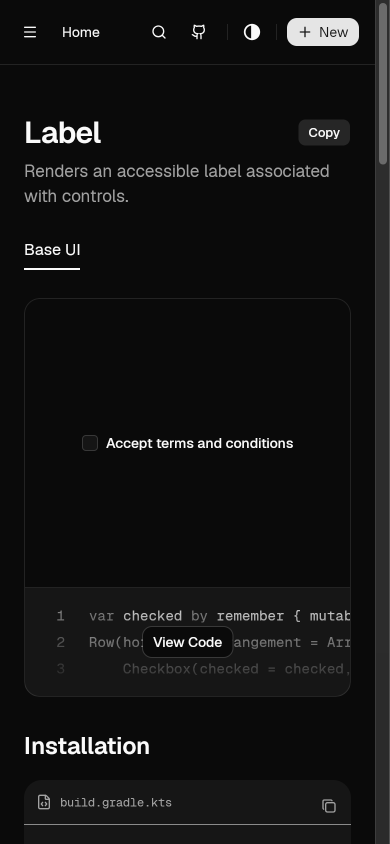 Home
New
Label
Copy
Renders an accessible label associated
with controls.
Base UI
Accept terms and conditions
1 var checked by remember { mutab
2 Row(ho
View Code
angement = Arr
3 Checkbox(checked = checked,
Installation
build.gradle.kts